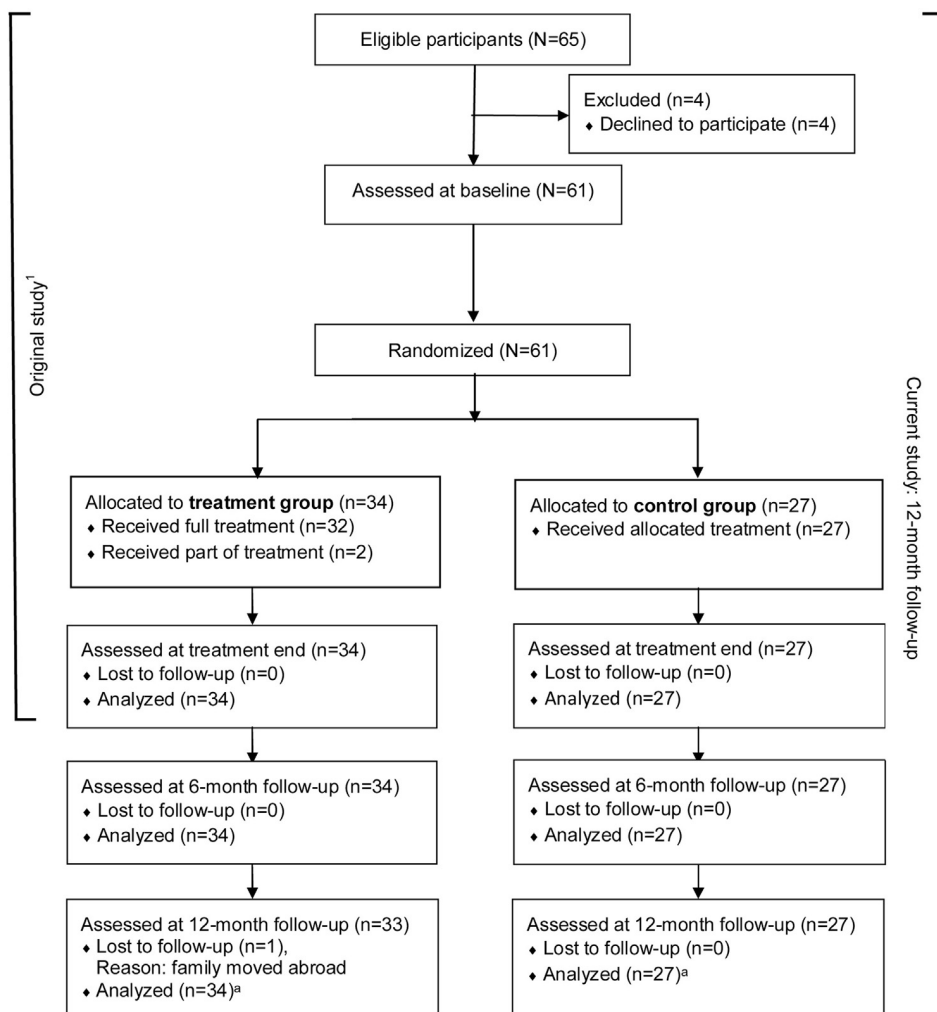 Eligible participants (N=65)
Excluded (n=4)
♦ Declined to participate (n=4)
Assessed at baseline (N=61)
Original study¹
Randomized (N=61)
Current study: 12-month follow-up
Allocated to treatment group (n=34)
♦ Received full treatment (n=32)
♦ Received part of treatment (n=2)
Allocated to control group (n=27)
♦ Received allocated treatment (n=27)
Assessed at treatment end (n=34)
♦ Lost to follow-up (n=0)
♦ Analyzed (n=34)
Assessed at treatment end (n=27)
♦ Lost to follow-up (n=0)
♦ Analyzed (n=27)
Assessed at 6-month follow-up (n=34)
♦ Lost to follow-up (n=0)
♦ Analyzed (n=34)
Assessed at 6-month follow-up (n=27)
♦ Lost to follow-up (n=0)
♦ Analyzed (n=27)
Assessed at 12-month follow-up (n=33)
♦ Lost to follow-up (n=1),
Reason: family moved abroad
♦ Analyzed (n=34)ᵃ
Assessed at 12-month follow-up (n=27)
♦ Lost to follow-up (n=0)
♦ Analyzed (n=27)ᵃ